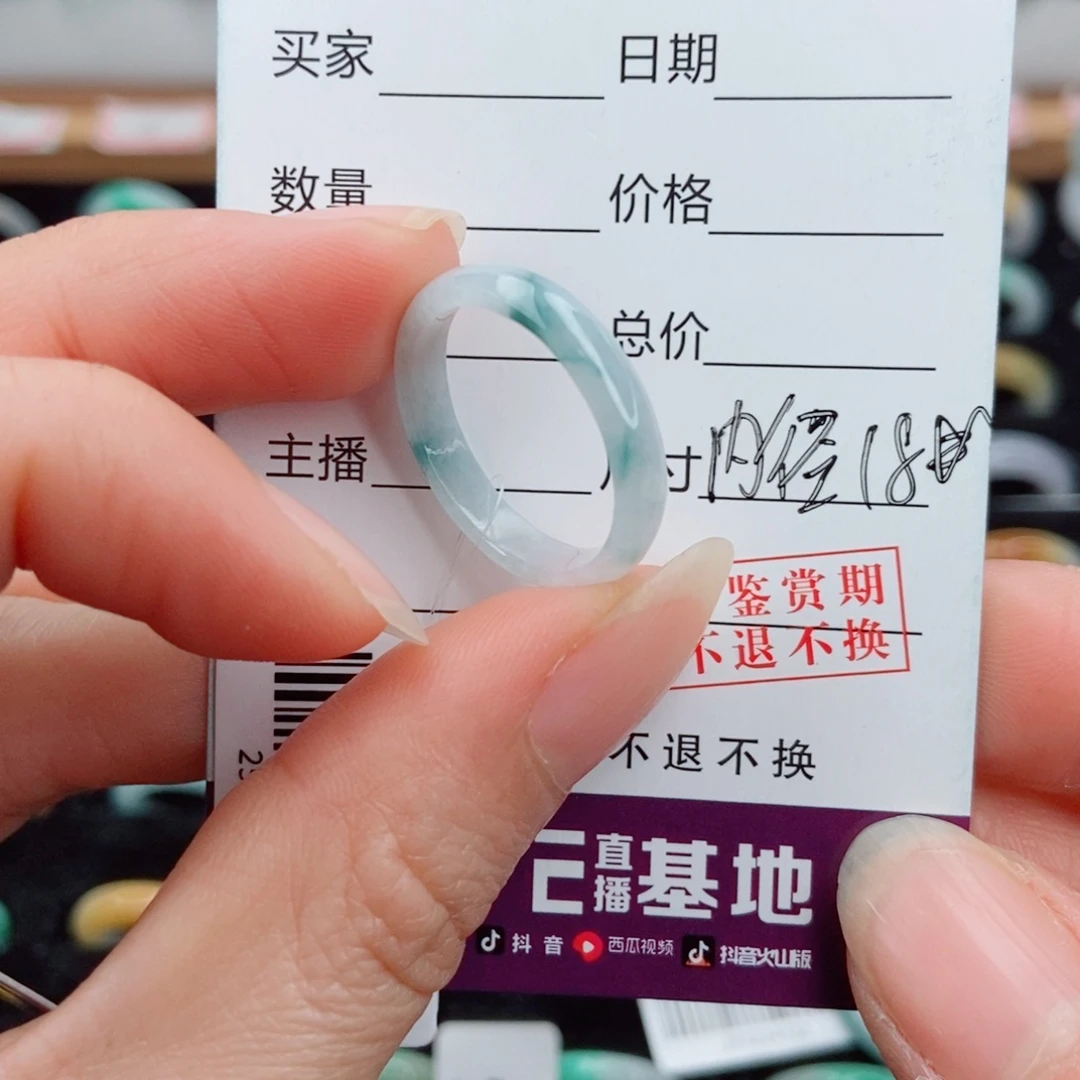 买家 日期
数量 价格
总价
主播 寸 内径18
鉴赏期
不退不换
不退不换
直播基地
抖音 西瓜视频 抖音火山版